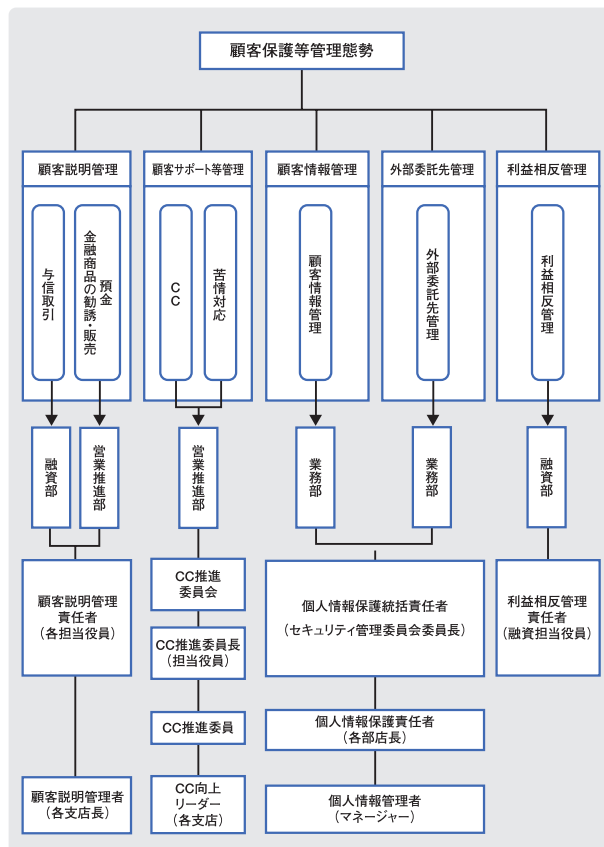 顧客保護等管理態勢
顧客説明管理
顧客サポート等管理
顧客情報管理
外部委託先管理
利益相反管理
与信取引
預金
金融商品の勧誘・販売
CC
苦情対応
顧客情報管理
外部委託先管理
利益相反管理
融資部
営業推進部
営業推進部
業務部
業務部
融資部
顧客説明管理
責任者
(各担当役員)
顧客説明管理者
(各支店長)
CC推進
委員会
CC推進委員長
(担当役員)
CC推進委員
CC向上
リーダー
(各支店)
個人情報保護統括責任者
(セキュリティ管理委員会委員長)
個人情報保護責任者
(各部店長)
個人情報管理者
(マネージャー)
利益相反管理
責任者
(融資担当役員)